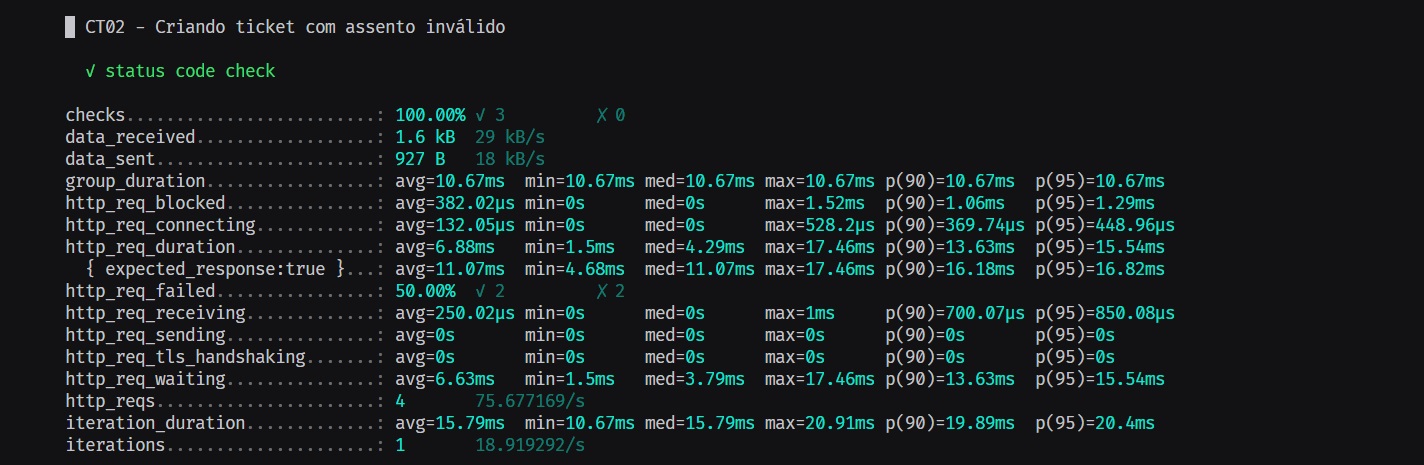 █ CT02 - Criando ticket com assento inválido
✓ status code check
checks.........................: 100.00% ✓ 3 ✗ 0
data_received..................: 1.6 kB 29 kB/s
data_sent......................: 927 B 18 kB/s
group_duration.................: avg=10.67ms min=10.67ms med=10.67ms max=10.67ms p(90)=10.67ms p(95)=10.67ms
http_req_blocked...............: avg=382.02µs min=0s med=0s max=1.52ms p(90)=1.06ms p(95)=1.29ms
http_req_connecting............: avg=132.05µs min=0s med=0s max=528.2µs p(90)=369.74µs p(95)=448.96µs
http_req_duration..............: avg=6.88ms min=1.5ms med=4.29ms max=17.46ms p(90)=13.63ms p(95)=15.54ms
{ expected_response:true }...: avg=11.07ms min=4.68ms med=11.07ms max=17.46ms p(90)=16.18ms p(95)=16.82ms
http_req_failed................: 50.00% ✓ 2 ✗ 2
http_req_receiving.............: avg=250.02µs min=0s med=0s max=1ms p(90)=700.07µs p(95)=850.08µs
http_req_sending...............: avg=0s min=0s med=0s max=0s p(90)=0s p(95)=0s
http_req_tls_handshaking.......: avg=0s min=0s med=0s max=0s p(90)=0s p(95)=0s
http_req_waiting...............: avg=6.63ms min=1.5ms med=3.79ms max=17.46ms p(90)=13.63ms p(95)=15.54ms
http_reqs......................: 4 75.677169/s
iteration_duration.............: avg=15.79ms min=10.67ms med=15.79ms max=20.91ms p(90)=19.89ms p(95)=20.4ms
iterations.....................: 1 18.919292/s